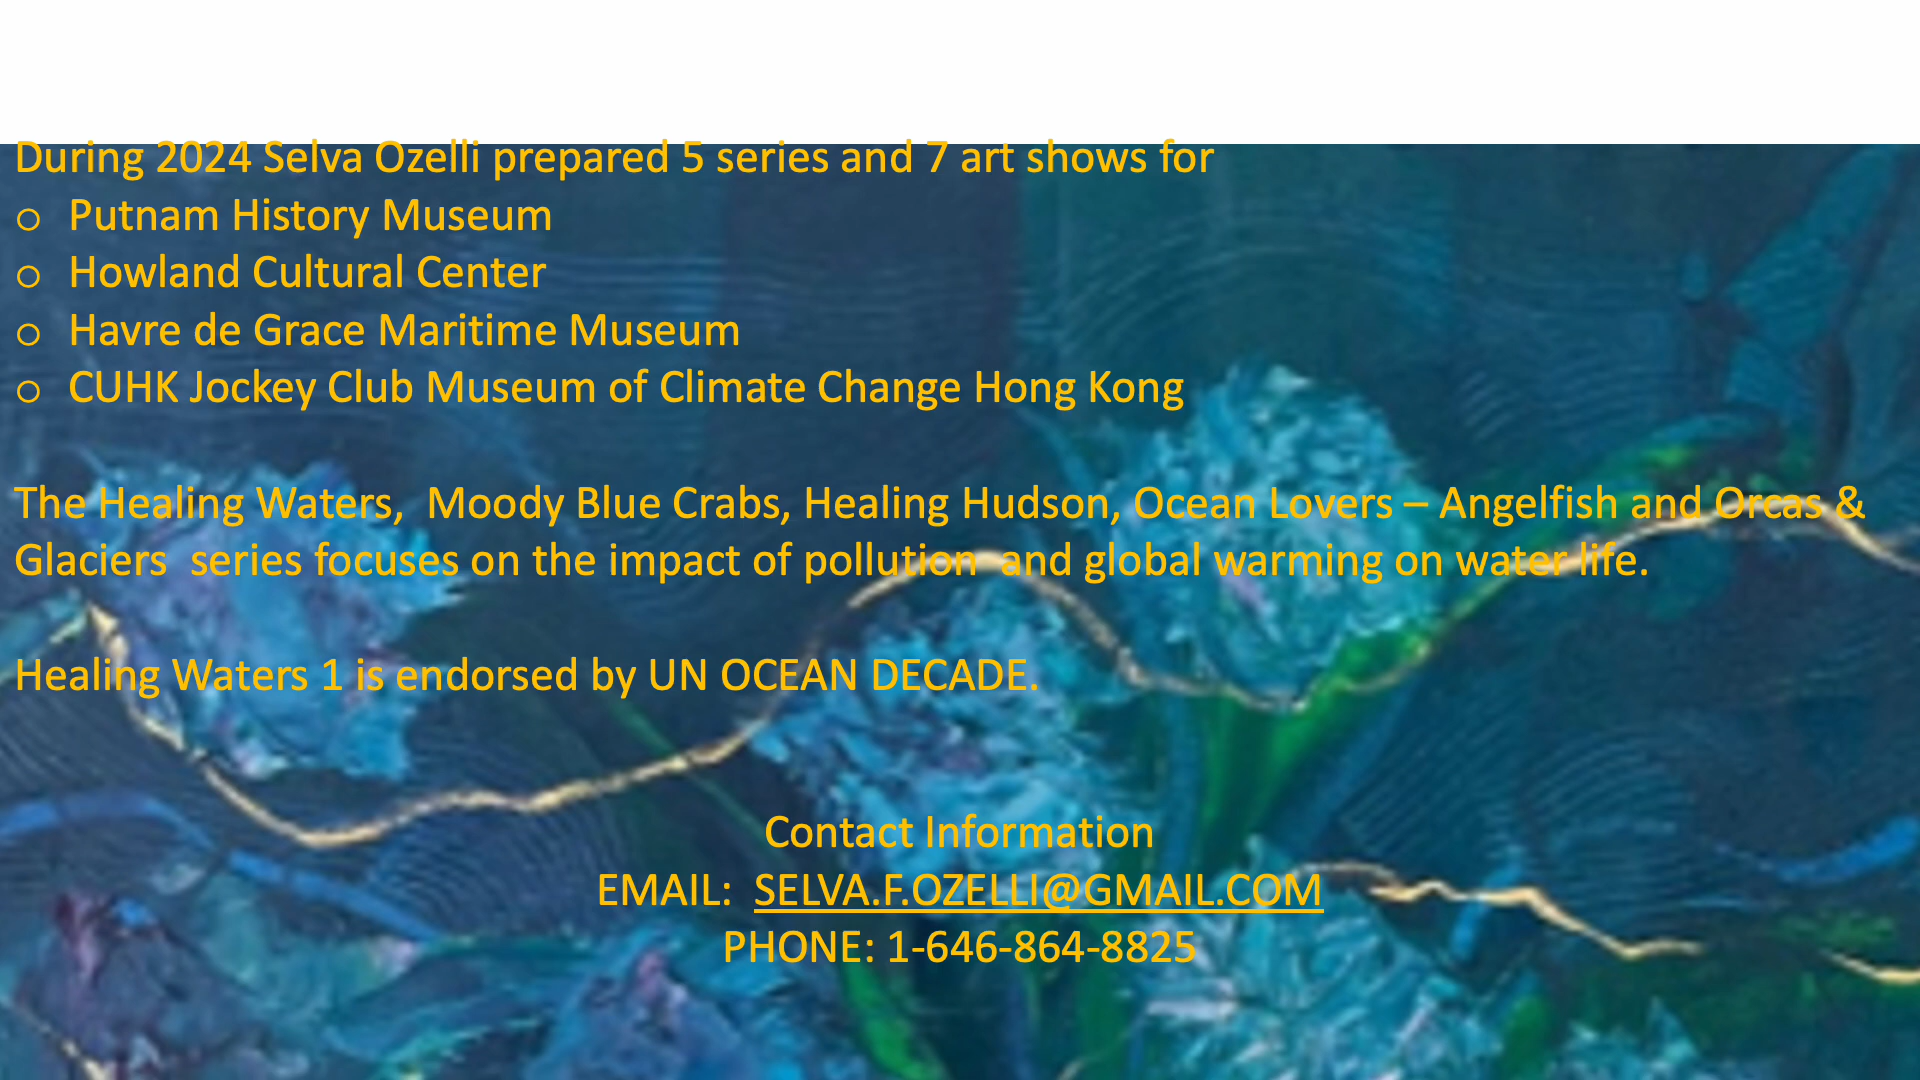 During 2024 Selva Ozelli prepared 5 series and 7 art shows for
o Putnam History Museum
o Howland Cultural Center
o Havre de Grace Maritime Museum
o CUHK Jockey Club Museum of Climate Change Hong Kong
The Healing Waters,  Moody Blue Crabs, Healing Hudson, Ocean Lovers – Angelfish and Orcas &
Glaciers  series focuses on the impact of pollution  and global warming on water life.
Healing Waters 1 is endorsed by UN OCEAN DECADE.
Contact Information
EMAIL:  SELVA.F.OZELLI@GMAIL.COM
PHONE: 1-646-864-8825